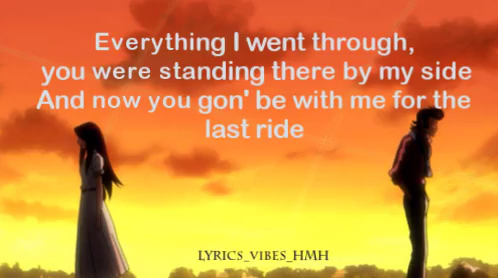 Everything I went through,
you were standing there by my side
And now you gon' be with me for the
last ride
LYRICS_VIBES_HMH